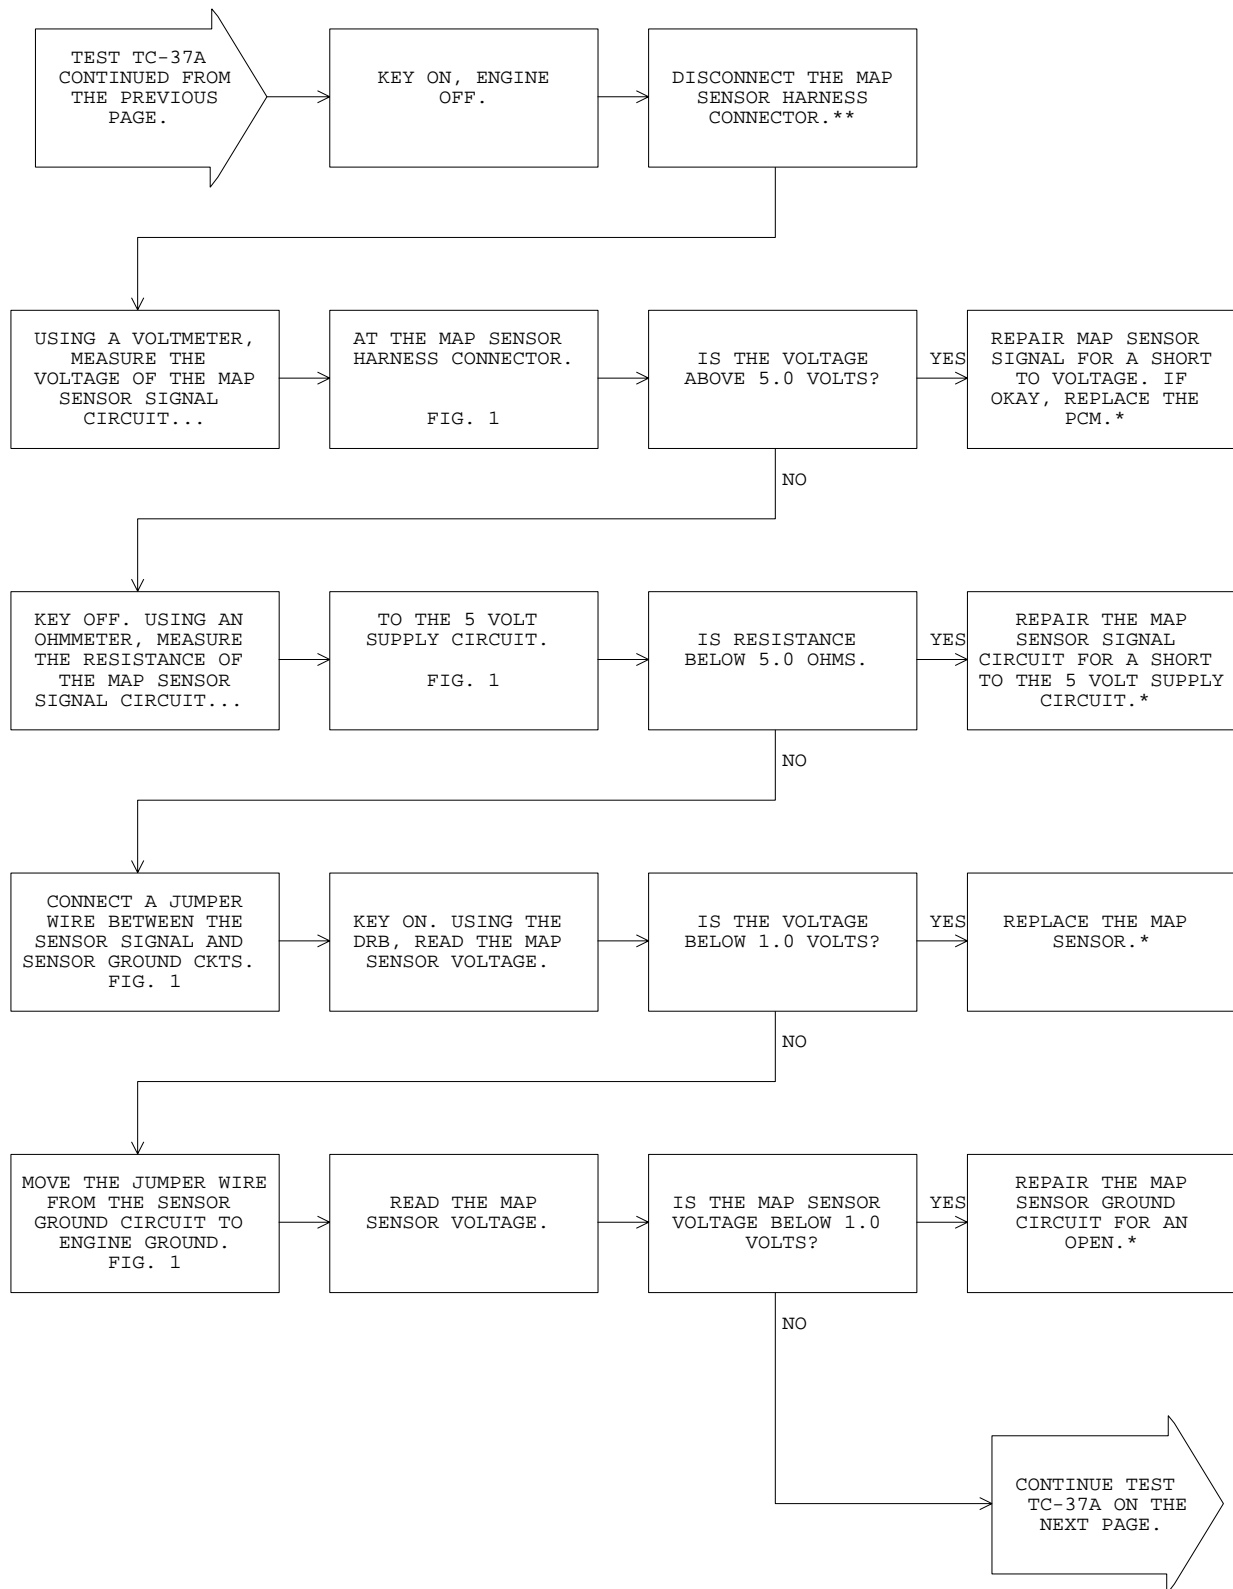 TEST TC-37A
CONTINUED FROM
THE PREVIOUS
PAGE.
KEY ON, ENGINE
OFF.
DISCONNECT THE MAP
SENSOR HARNESS
CONNECTOR.**
USING A VOLTMETER,
MEASURE THE
VOLTAGE OF THE MAP
SENSOR SIGNAL
CIRCUIT...
AT THE MAP SENSOR
HARNESS CONNECTOR.
FIG. 1
IS THE VOLTAGE
ABOVE 5.0 VOLTS?
YES
REPAIR MAP SENSOR
SIGNAL FOR A SHORT
TO VOLTAGE. IF
OKAY, REPLACE THE
PCM.*
NO
KEY OFF. USING AN
OHMMETER, MEASURE
THE RESISTANCE OF
THE MAP SENSOR
SIGNAL CIRCUIT...
TO THE 5 VOLT
SUPPLY CIRCUIT.
FIG. 1
IS RESISTANCE
BELOW 5.0 OHMS.
YES
REPAIR THE MAP
SENSOR SIGNAL
CIRCUIT FOR A SHORT
TO THE 5 VOLT SUPPLY
CIRCUIT.*
NO
CONNECT A JUMPER
WIRE BETWEEN THE
SENSOR SIGNAL AND
SENSOR GROUND CKTS.
FIG. 1
KEY ON. USING THE
DRB, READ THE MAP
SENSOR VOLTAGE.
IS THE VOLTAGE
BELOW 1.0 VOLTS?
YES
REPLACE THE MAP
SENSOR.*
NO
MOVE THE JUMPER WIRE
FROM THE SENSOR
GROUND CIRCUIT TO
ENGINE GROUND.
FIG. 1
READ THE MAP
SENSOR VOLTAGE.
IS THE MAP SENSOR
VOLTAGE BELOW 1.0
VOLTS?
YES
REPAIR THE MAP
SENSOR GROUND
CIRCUIT FOR AN
OPEN.*
NO
CONTINUE TEST
TC-37A ON THE
NEXT PAGE.